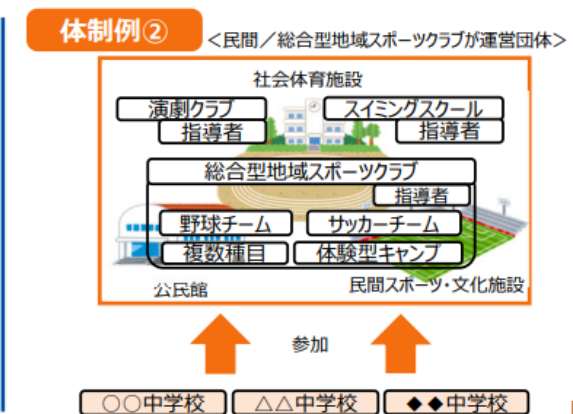 体制例②
<民間／総合型地域スポーツクラブが運営団体>
社会体育施設
演劇クラブ
スイミングスクール
指導者
指導者
総合型地域スポーツクラブ
指導者
野球チーム
サッカーチーム
複数種目
体験型キャンプ
公民館
民間スポーツ・文化施設
参加
○○中学校
△△中学校
◆◆中学校